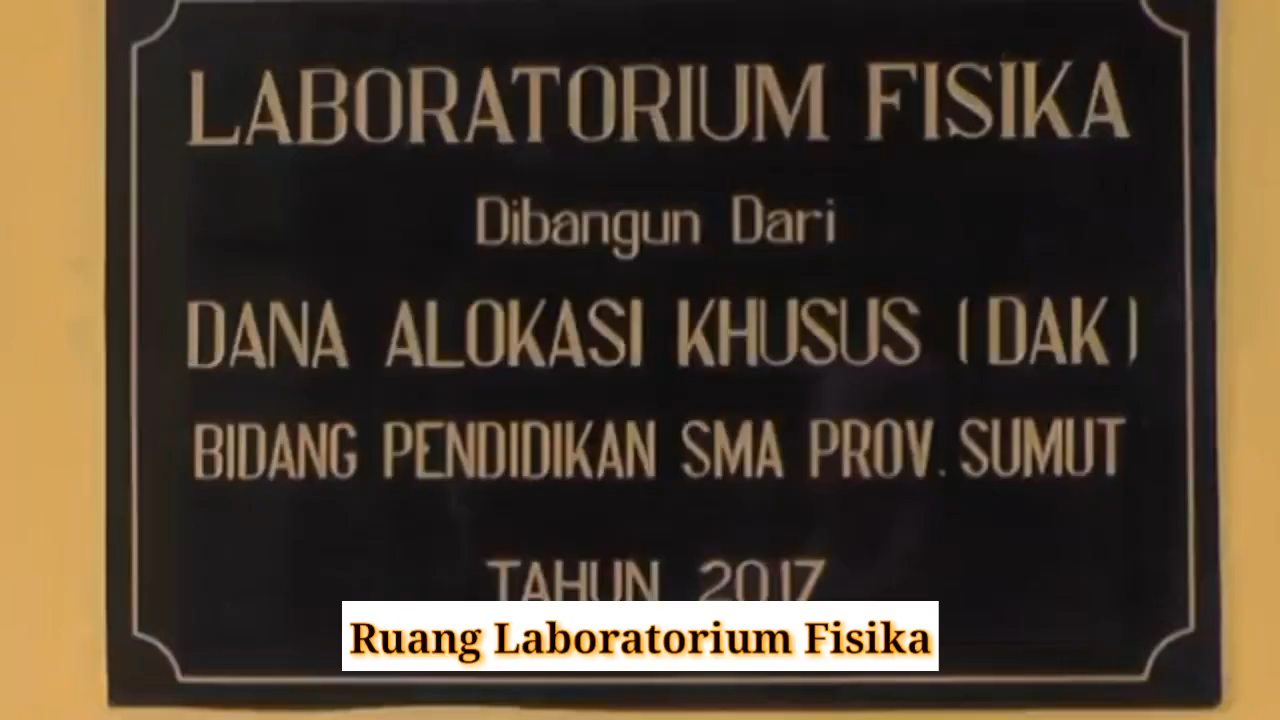 LABORATORIUM FISIKA
Dibangun Dari
DANA ALOKASI KHUSUS (DAK)
BIDANG PENDIDIKAN SMA PROV. SUMUT
TAHUN 2017
Ruang Laboratorium Fisika